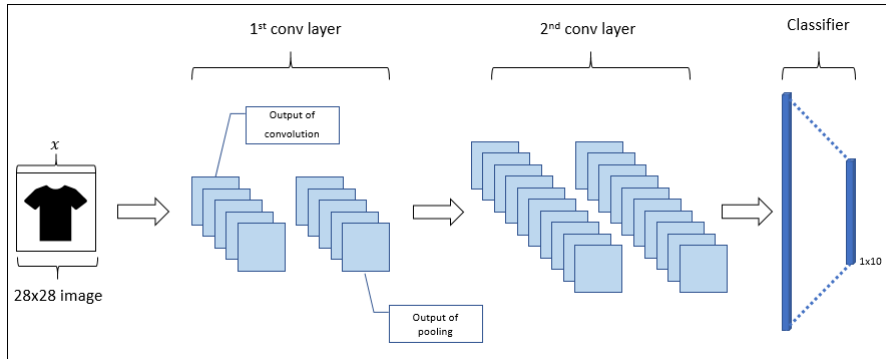 1st conv layer
2nd conv layer
Classifier
Output of
convolution
x
28x28 image
Output of
pooling
1x10